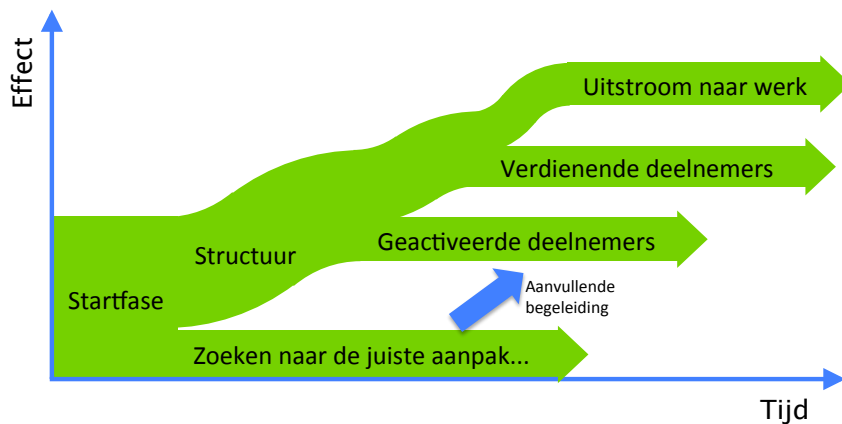 Effect
Uitstroom naar werk
Verdienende deelnemers
Geactiveerde deelnemers
Structuur
Startfase
Aanvullende
begeleiding
Zoeken naar de juiste aanpak...
Tijd